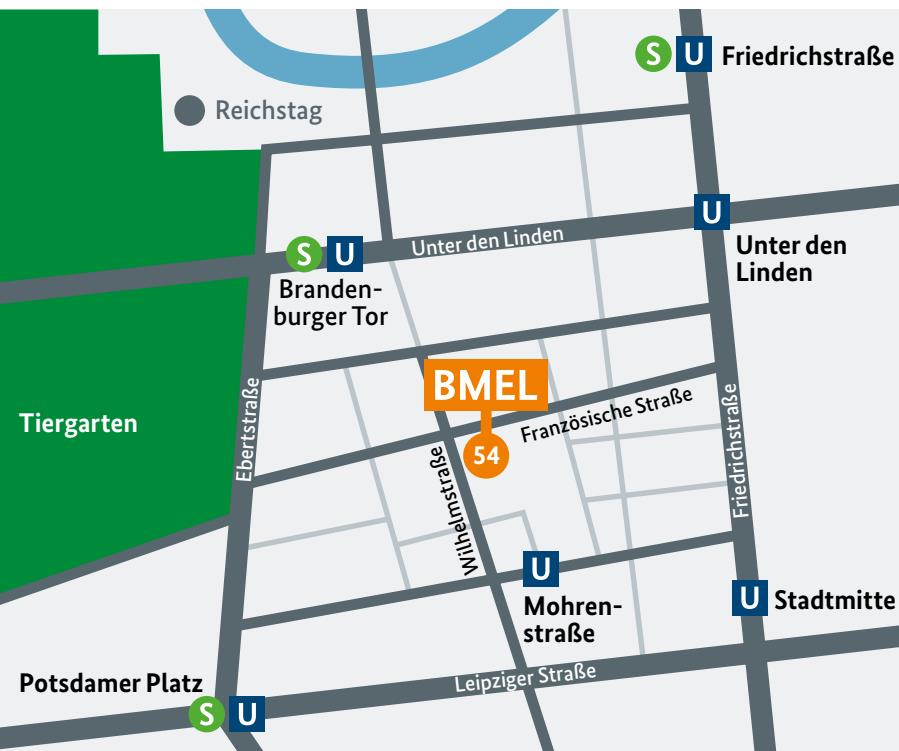 S U Friedrichstraße
Reichstag
U
Unter den Linden
Unter den
Linden
S U
Branden-
burger Tor
BMEL
54
Französische Straße
Tiergarten
Ebertstraße
Friedrichstraße
Wilhelmstraße
U
Mohren-
straße
U Stadtmitte
Leipziger Straße
Potsdamer Platz
S U